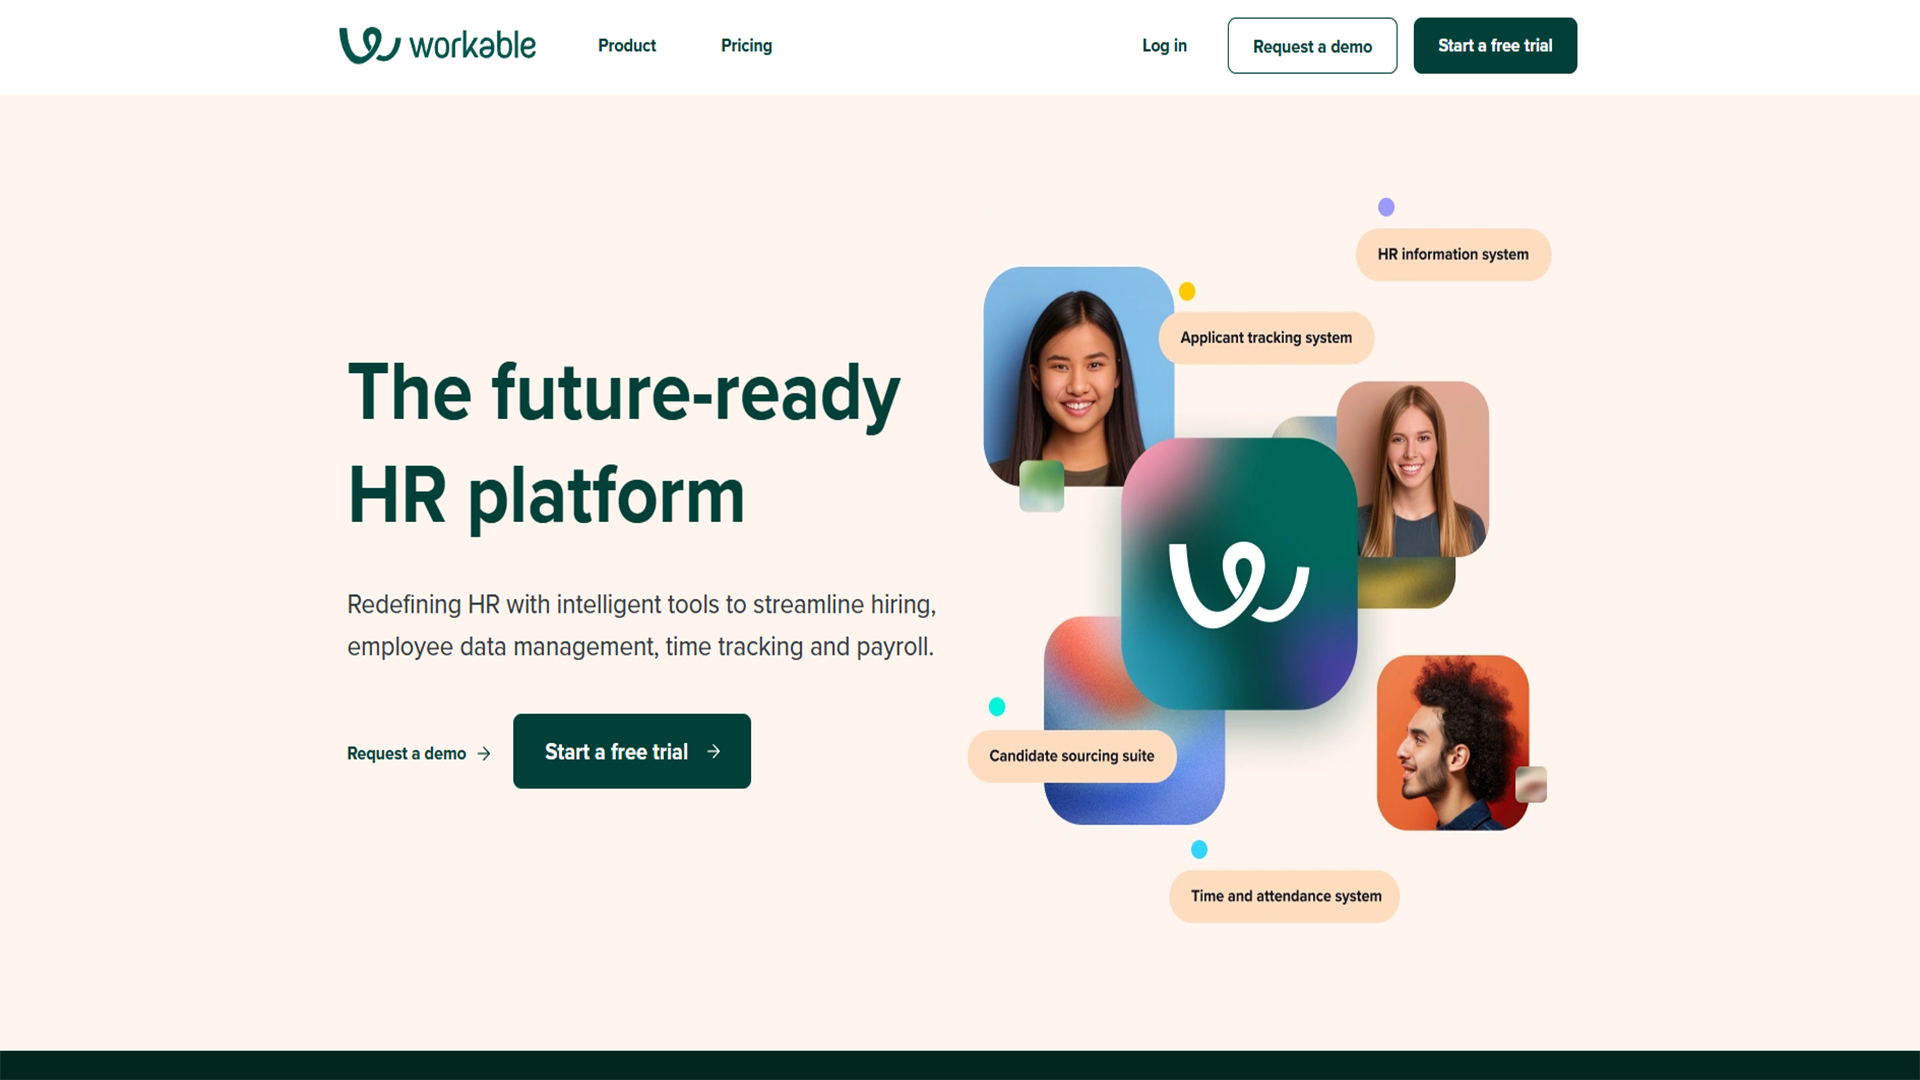 workable
Product
Pricing
Log in
Request a demo
Start a free trial
The future-ready
HR platform
Redefining HR with intelligent tools to streamline hiring,
employee data management, time tracking and payroll.
Request a demo →
Start a free trial →
HR information system
Applicant tracking system
Candidate sourcing suite
Time and attendance system